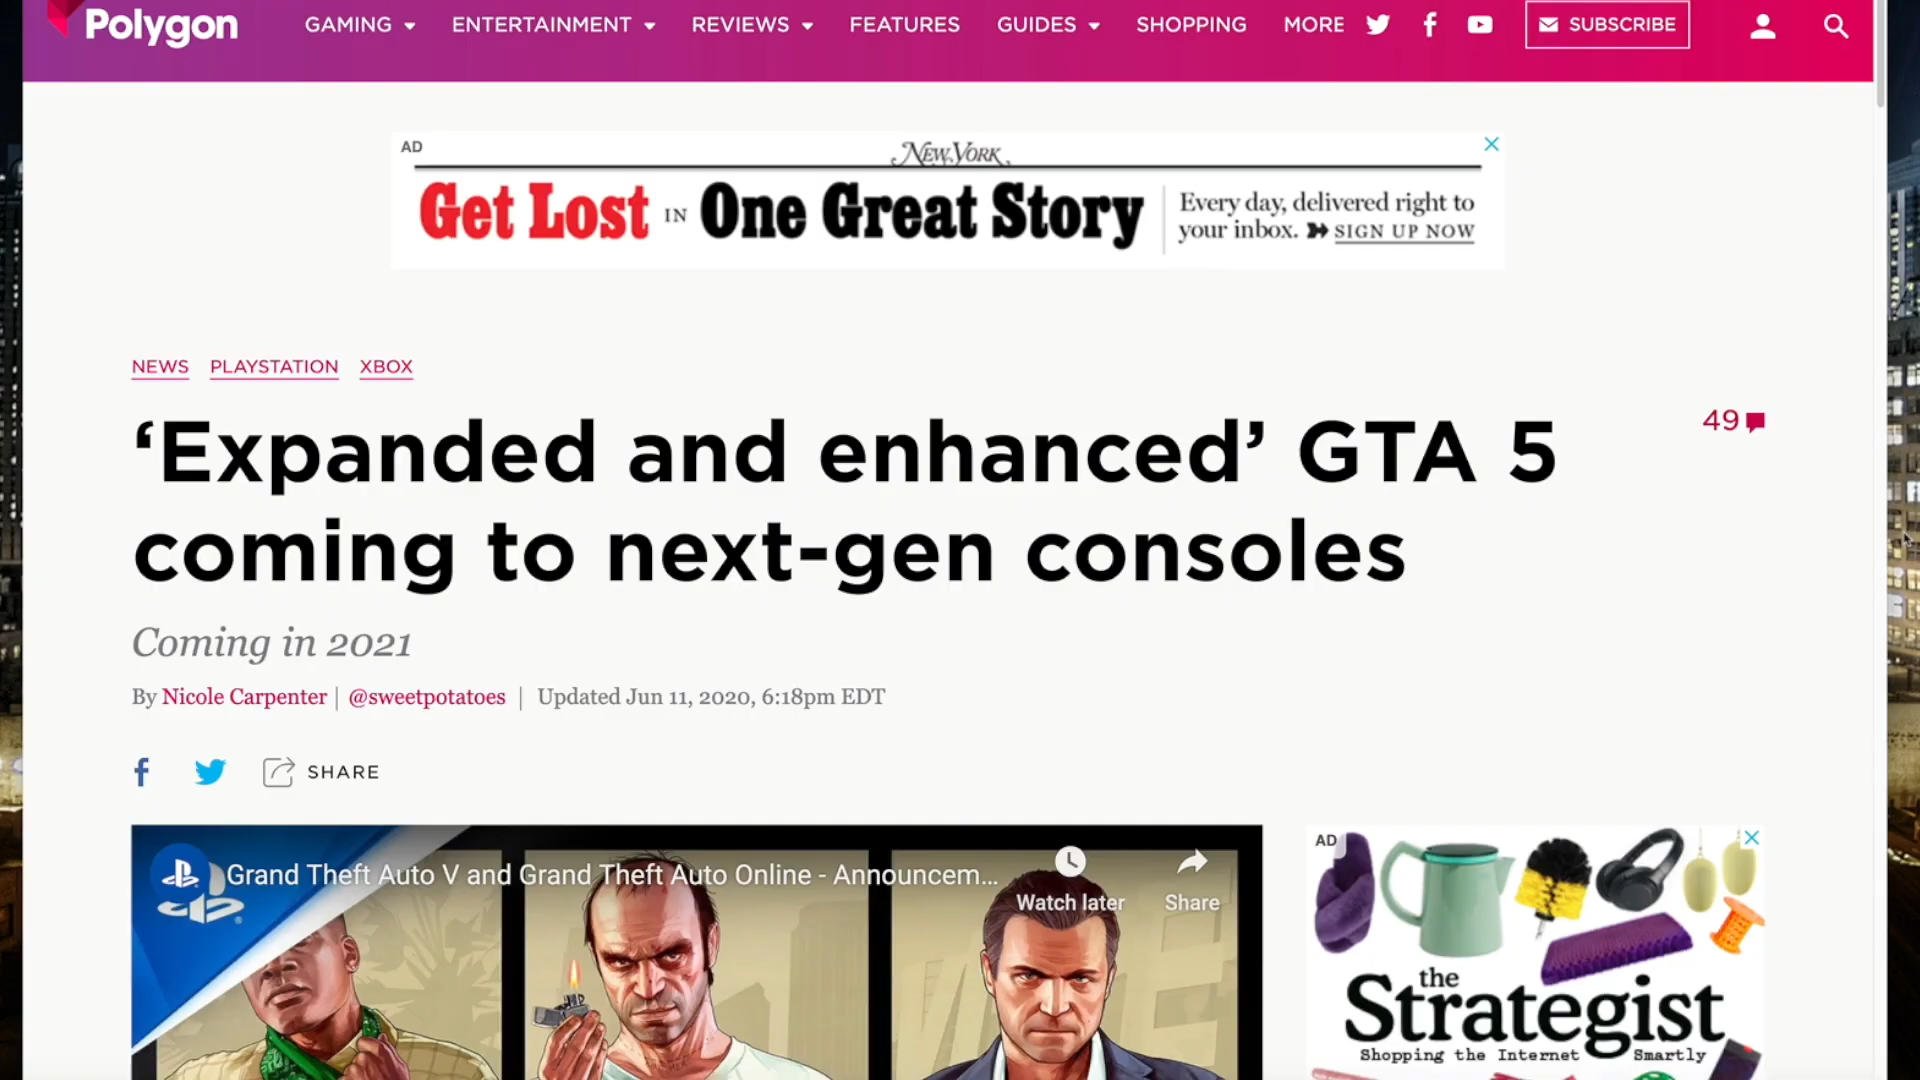 Polygon
GAMING ENTERTAINMENT REVIEWS FEATURES GUIDES SHOPPING MORE SUBSCRIBE
AD
NEW YORK
Get Lost IN One Great Story
Every day, delivered right to
your inbox. SIGN UP NOW
NEWS PLAYSTATION XBOX
‘Expanded and enhanced’ GTA 5
coming to next-gen consoles
49
Coming in 2021
By Nicole Carpenter | @sweetpotatoes | Updated Jun 11, 2020, 6:18pm EDT
SHARE
Grand Theft Auto V and Grand Theft Auto Online - Announcem...
Watch later
Share
AD
the
Strategist
Shopping the Internet Smartly